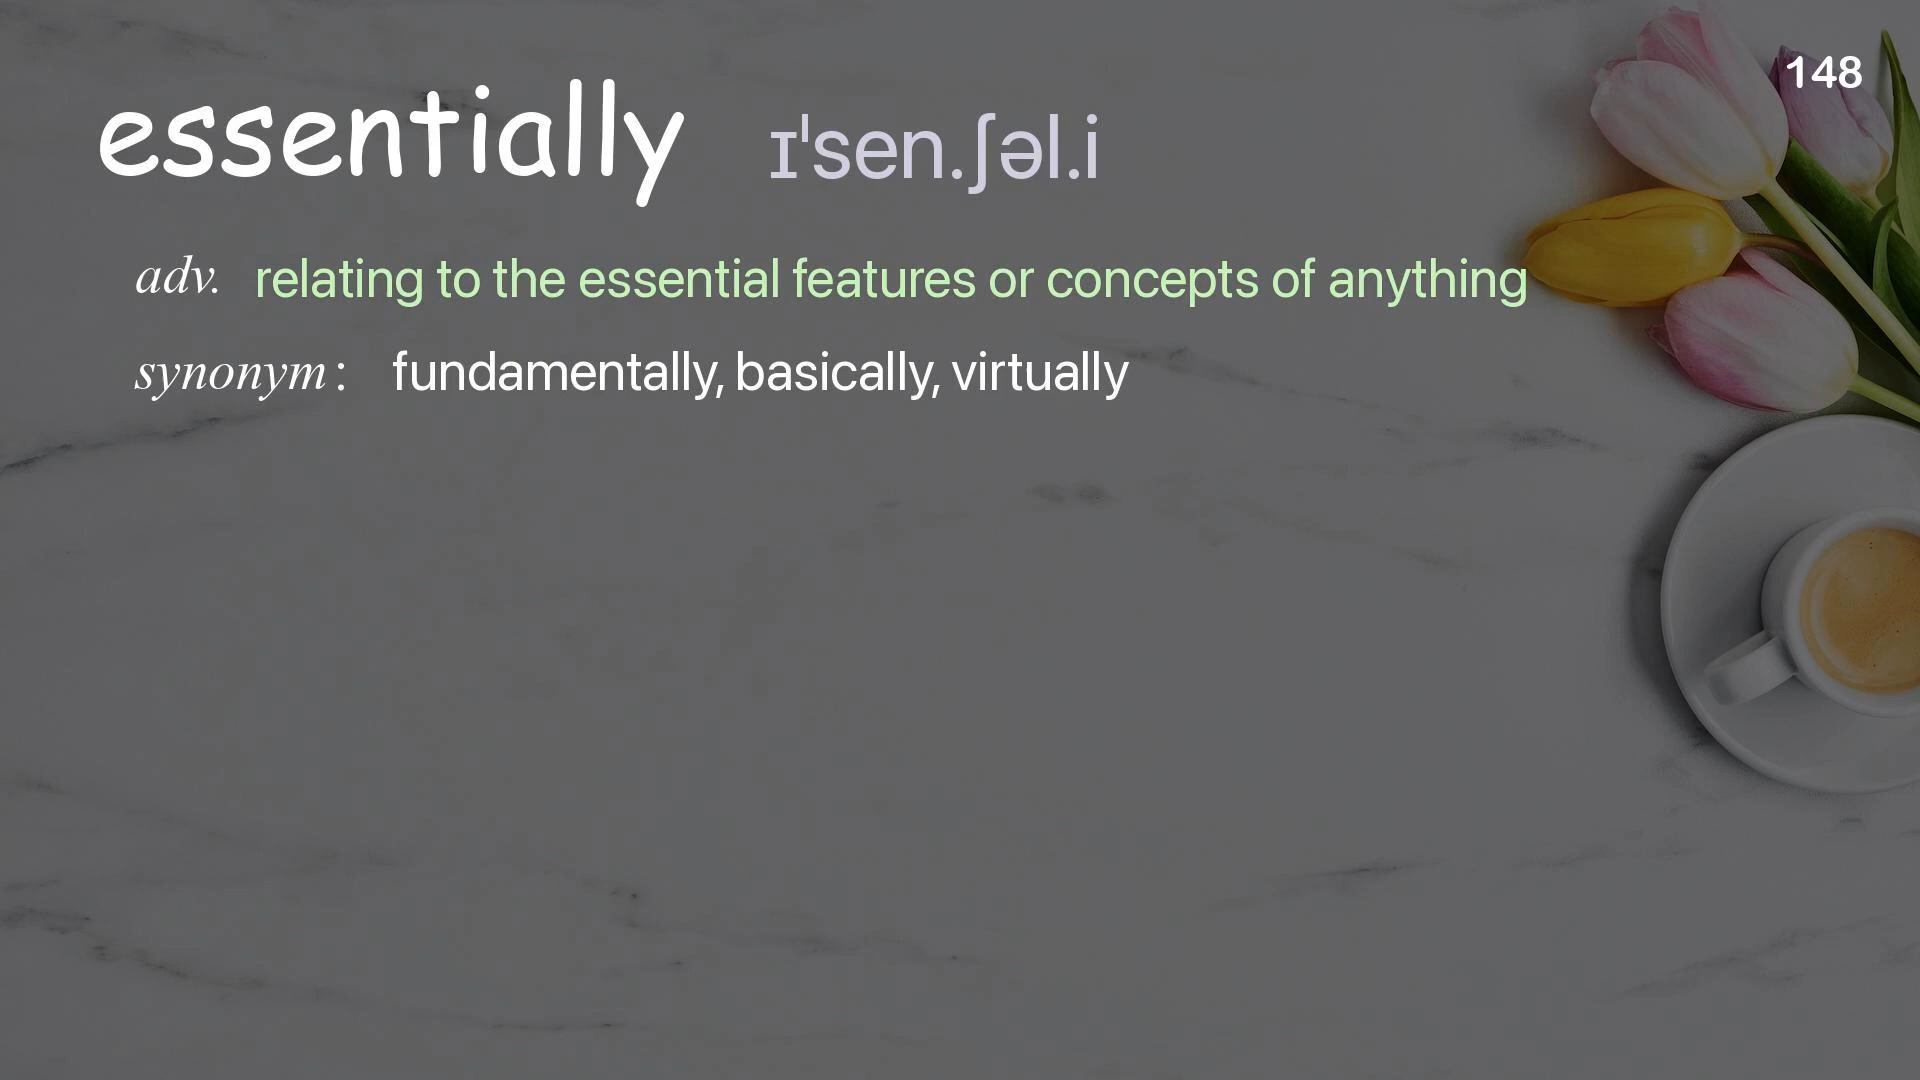 148
essentially ɪˈsen.ʃəl.i
adv. relating to the essential features or concepts of anything
synonym : fundamentally, basically, virtually